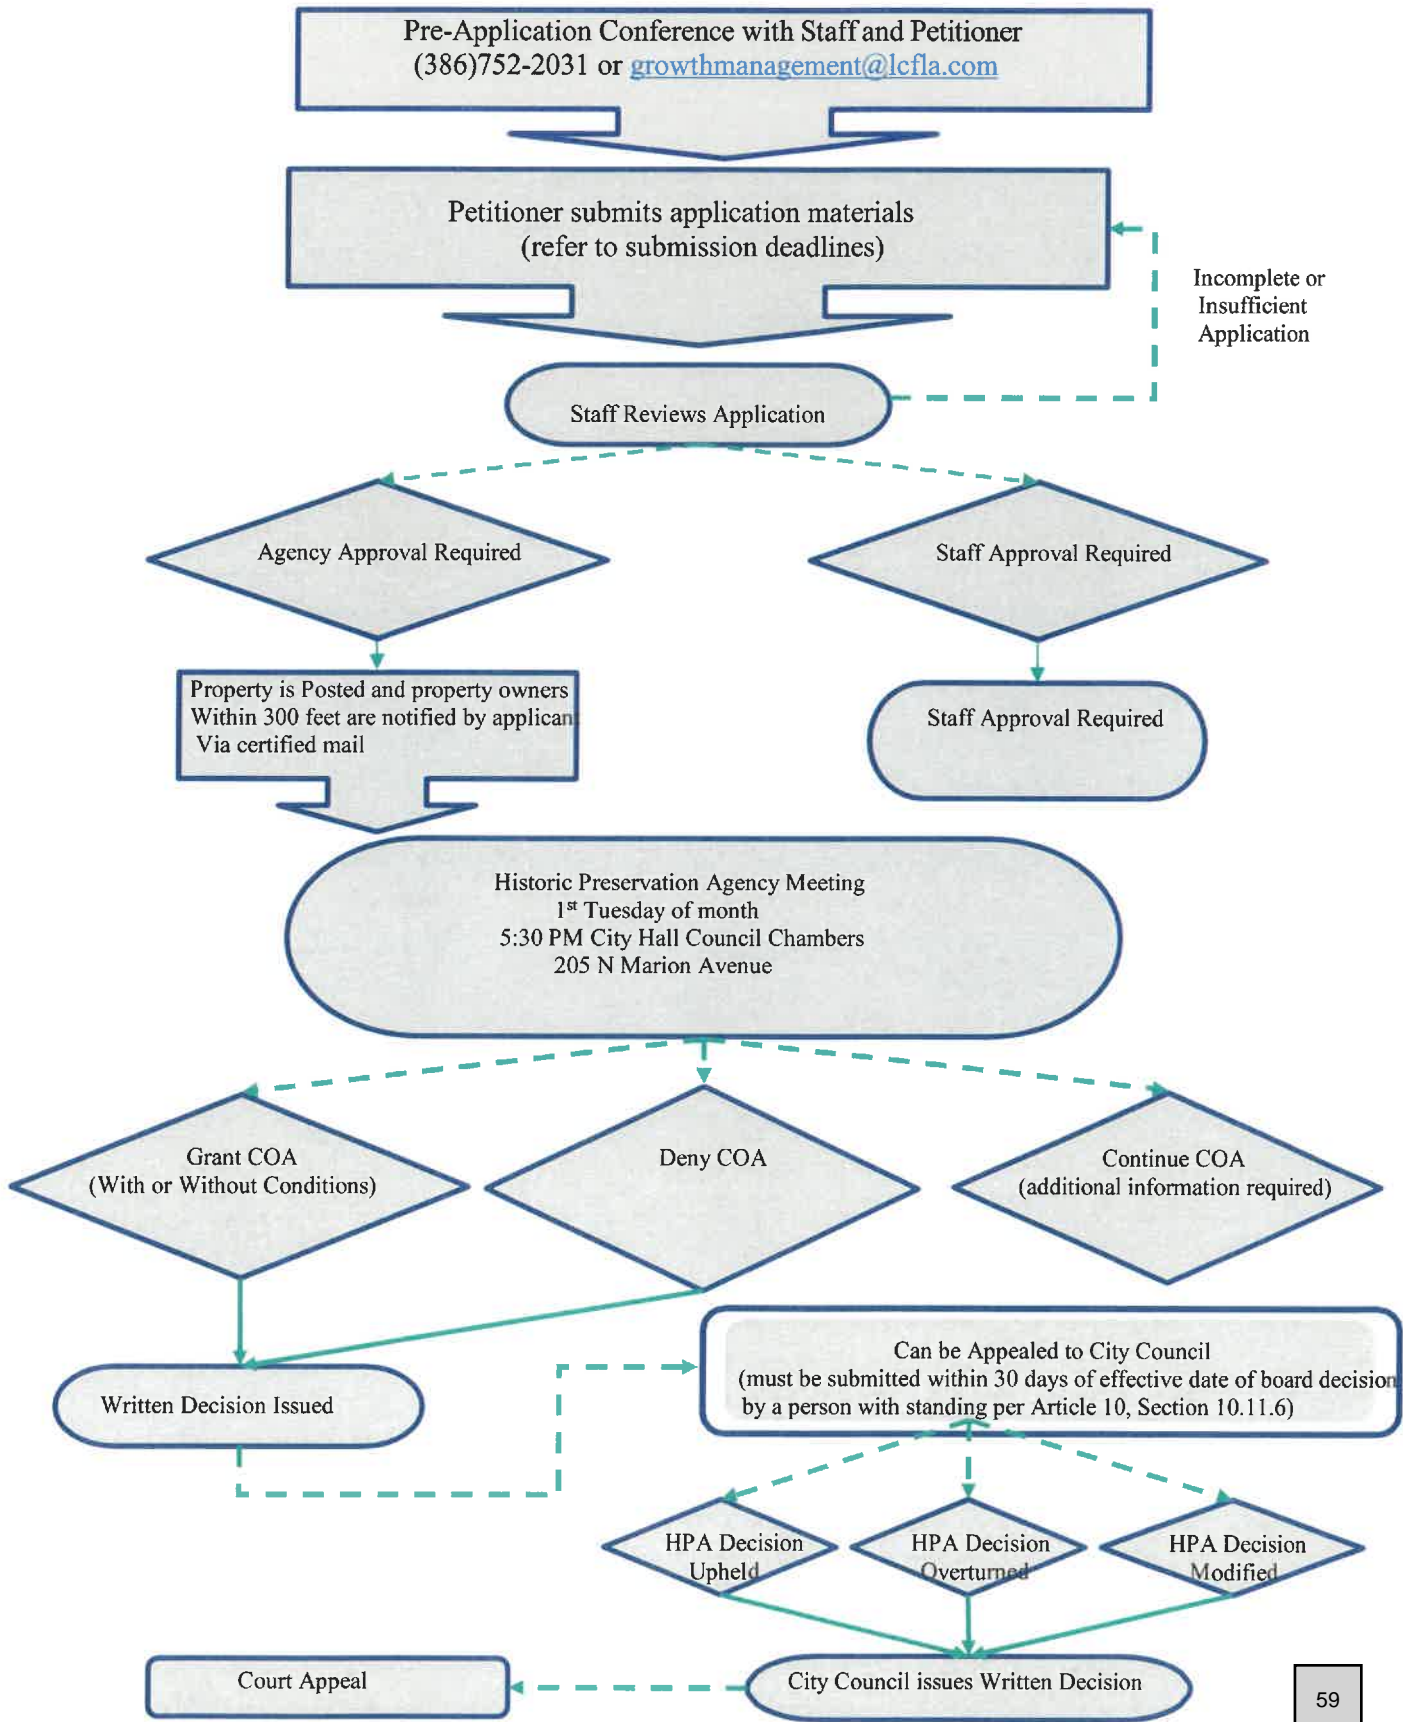 Pre-Application Conference with Staff and Petitioner
(386)752-2031 or growthmanagement@lcfla.com
Petitioner submits application materials
(refer to submission deadlines)
Incomplete or
Insufficient
Application
Staff Reviews Application
Agency Approval Required
Staff Approval Required
Property is Posted and property owners
Within 300 feet are notified by applicant
Via certified mail
Staff Approval Required
Historic Preservation Agency Meeting
1st Tuesday of month
5:30 PM City Hall Council Chambers
205 N Marion Avenue
Grant COA
(With or Without Conditions)
Deny COA
Continue COA
(additional information required)
Written Decision Issued
Can be Appealed to City Council
(must be submitted within 30 days of effective date of board decision
by a person with standing per Article 10, Section 10.11.6)
HPA Decision
Upheld
HPA Decision
Overturned
HPA Decision
Modified
Court Appeal
City Council issues Written Decision
59